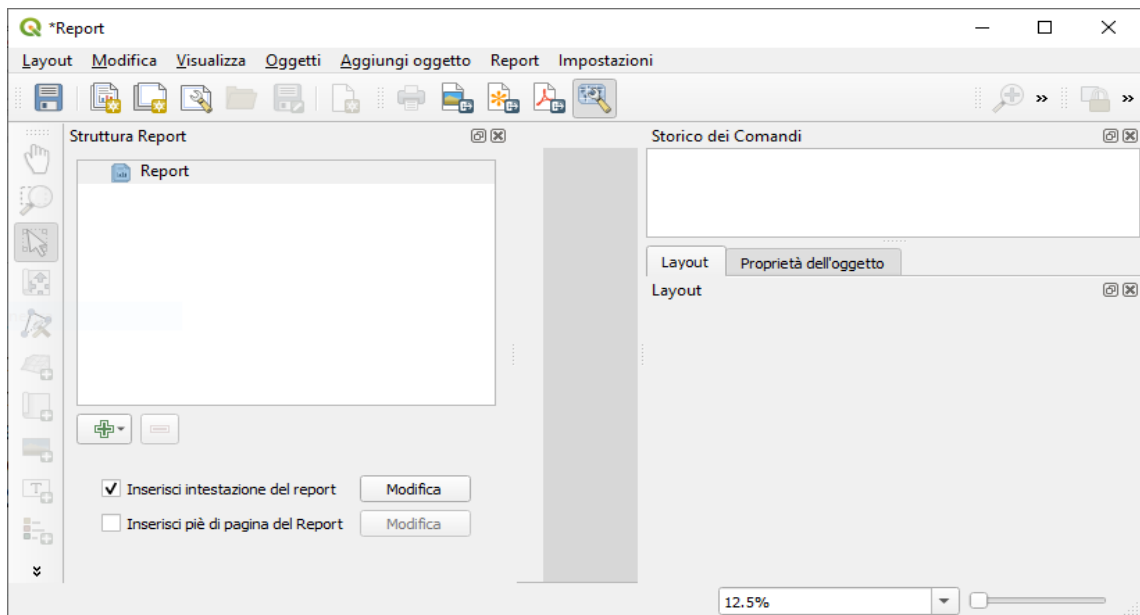 *Report
Layout Modifica Visualizza Oggetti Aggiungi oggetto Report Impostazioni
Struttura Report
Report
Inserisci intestazione del report Modifica
Inserisci piè di pagina del Report Modifica
Storico dei Comandi
Layout Proprietà dell'oggetto
Layout
12.5%